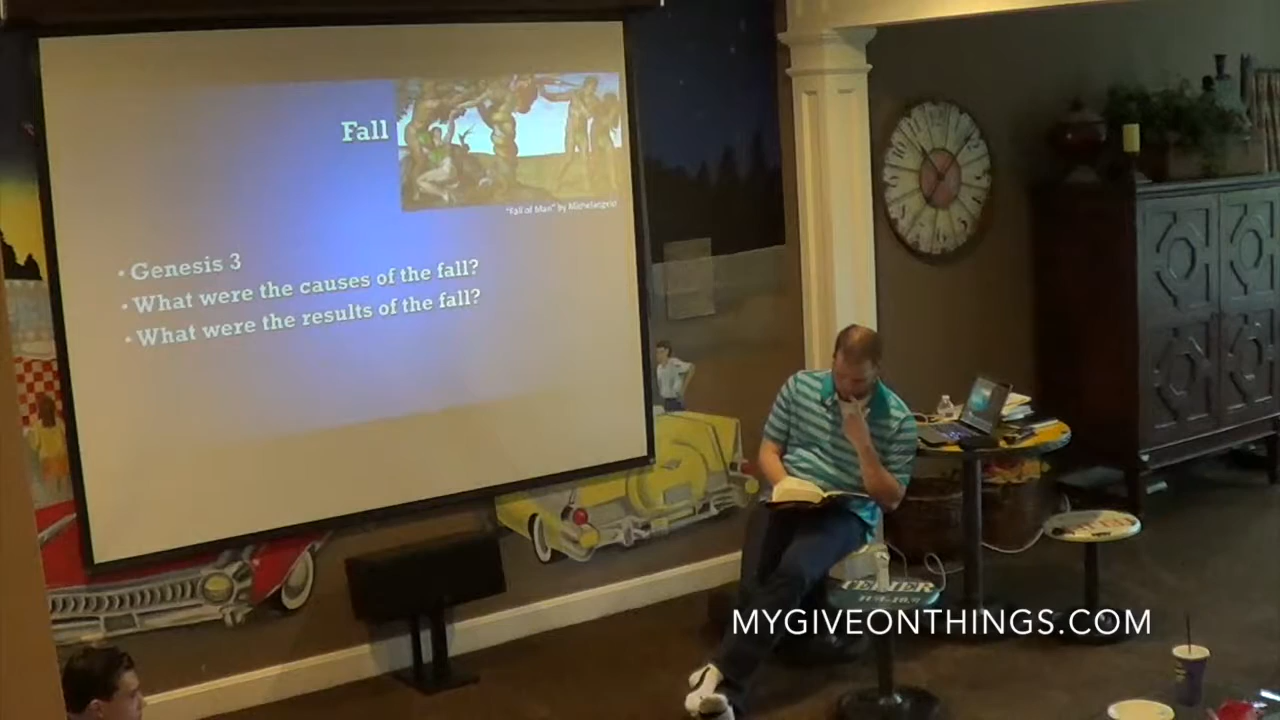 Fall
"Fall of Man" by Michelangelo
• Genesis 3
• What were the causes of the fall?
• What were the results of the fall?
MYGIVEONTHINGS.COM